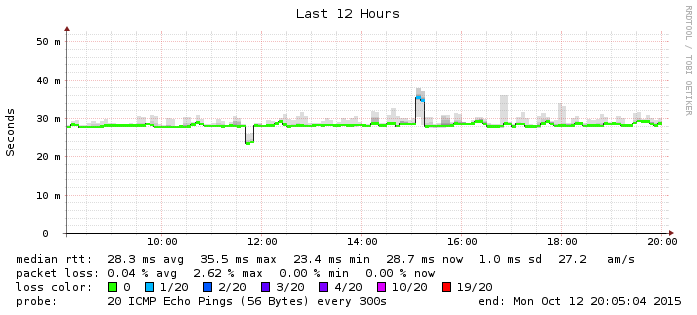 Last 12 Hours
RRDTOOL / TOBI OETIKER
Seconds
50 m
40 m
30 m
20 m
10 m
0
10:00 12:00 14:00 16:00 18:00 20:00
median rtt: 28.3 ms avg 35.5 ms max 23.4 ms min 28.7 ms now 1.0 ms sd 27.2 am/s
packet loss: 0.04 % avg 2.62 % max 0.00 % min 0.00 % now
loss color: 0 1/20 2/20 3/20 4/20 10/20 19/20
probe: 20 ICMP Echo Pings (56 Bytes) every 300s end: Mon Oct 12 20:05:04 2015